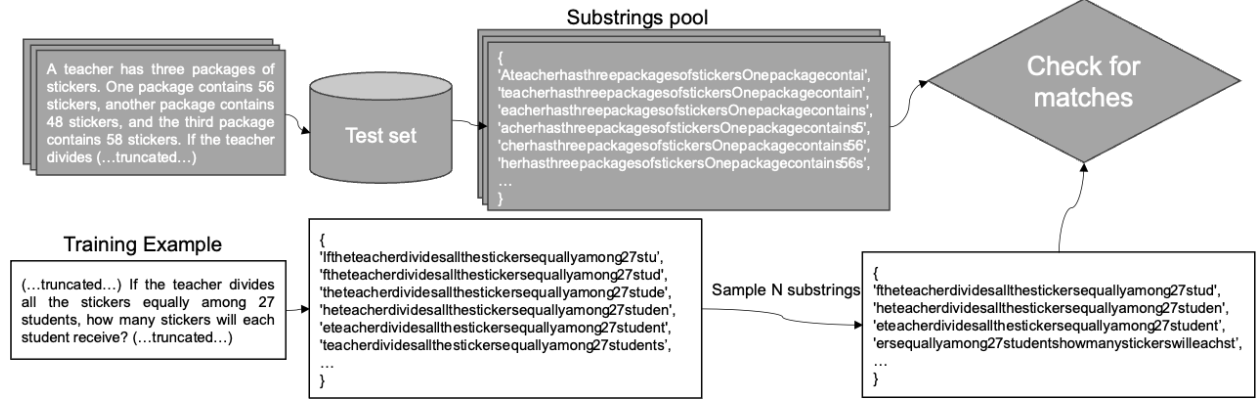 Substrings pool
A teacher has three packages of
stickers. One package contains 56
stickers, another package contains
48 stickers, and the third package
contains 58 stickers. If the teacher
divides (…truncated…)
Test set
{
'AteacherhasthreepackagesofstickersOnepackagecontai',
'teacherhasthreepackagesofstickersOnepackagecontain',
'eacherhasthreepackagesofstickersOnepackagecontains',
'acherhasthreepackagesofstickersOnepackagecontains5',
'cherhasthreepackagesofstickersOnepackagecontains56',
'herhasthreepackagesofstickersOnepackagecontains56s',
…
}
Check for
matches
Training Example
(…truncated…) If the teacher divides
all the stickers equally among 27
students, how many stickers will each
student receive? (…truncated…)
{
'Iftheteacherdividesallthestickersequallyamong27stu',
'ftheteacherdividesallthestickersequallyamong27stud',
'theteacherdividesallthestickersequallyamong27stude',
'heteacherdividesallthestickersequallyamong27studen',
'eteacherdividesallthestickersequallyamong27student',
'teacherdividesallthestickersequallyamong27students',
…
}
Sample N substrings
{
'ftheteacherdividesallthestickersequallyamong27stud',
'heteacherdividesallthestickersequallyamong27studen',
'eteacherdividesallthestickersequallyamong27student’,
'ersequallyamong27studentshowmanystickerswilleachst',
…
}